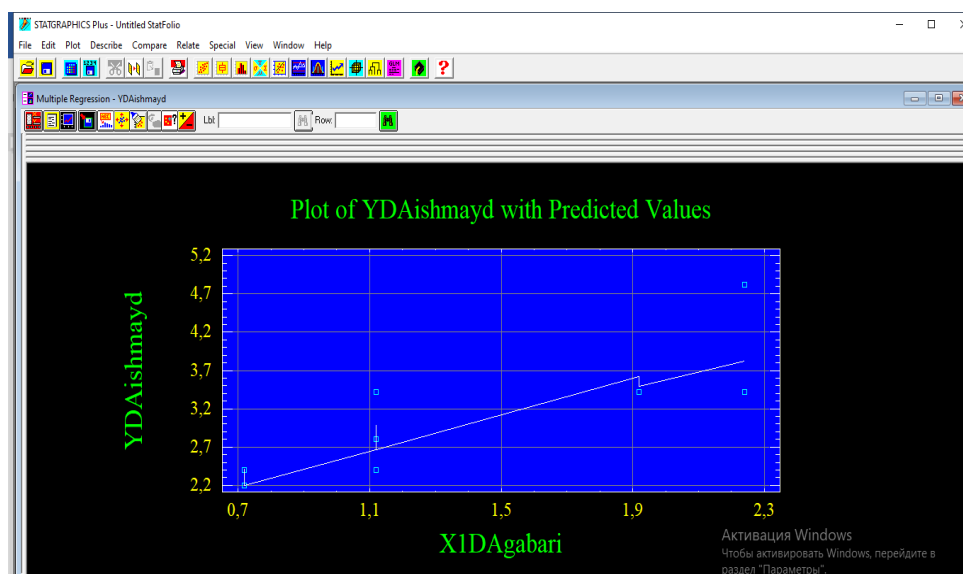 STATGRAPHICS Plus - Untitled StatFolio
File Edit Plot Describe Compare Relate Special View Window Help
Multiple Regression - YDAishmayd
Lbl: Row:
Plot of YDAishmayd with Predicted Values
YDAishmayd
5,2
4,7
4,2
3,7
3,2
2,7
2,2
0,7 1,1 1,5 1,9 2,3
X1DAgabari
Активация Windows
Чтобы активировать Windows, перейдите в
раздел "Параметры".